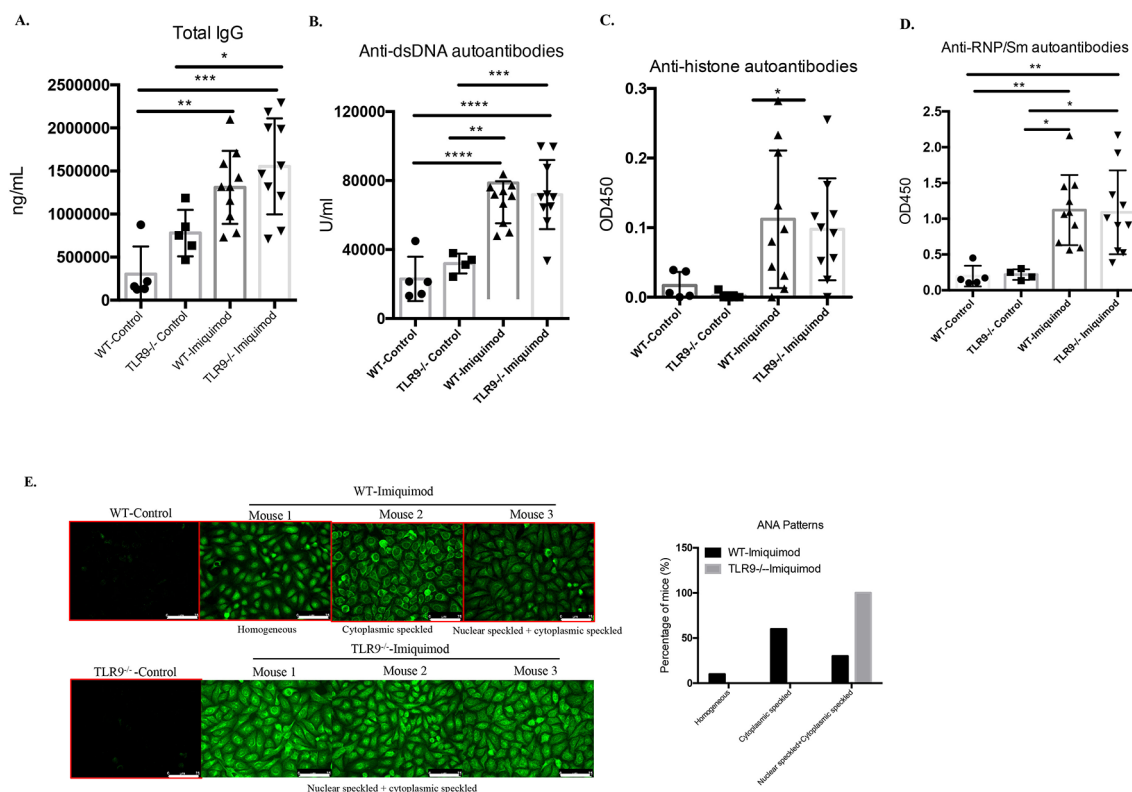 A.
Total IgG
*
***
**
2500000
2000000
1500000
1000000
500000
0
ng/mL
WT-Control
TLR9-/- Control
WT-Imiquimod
TLR9-/- Imiquimod
B.
Anti-dsDNA autoantibodies
***
****
**
****
120000
80000
40000
0
U/ml
WT-Control
TLR9-/- Control
WT-Imiquimod
TLR9-/- Imiquimod
C.
Anti-histone autoantibodies
*
0.3
0.2
0.1
0.0
OD450
WT-Control
TLR9-/- Control
WT-Imiquimod
TLR9-/- Imiquimod
D.
Anti-RNP/Sm autoantibodies
**
**
*
*
2.5
2.0
1.5
1.0
0.5
0.0
OD450
WT-Control
TLR9-/- Control
WT-Imiquimod
TLR9-/- Imiquimod
E.
WT-Imiquimod
WT-Control Mouse 1 Mouse 2 Mouse 3
Homogeneous Cytoplasmic speckled Nuclear speckled + cytoplasmic speckled
TLR9-/--Imiquimod
TLR9-/--Control Mouse 1 Mouse 2 Mouse 3
Nuclear speckled + cytoplasmic speckled
ANA Patterns
WT-Imiquimod
TLR9-/--Imiquimod
150
100
50
0
Percentage of mice (%)
Homogeneous
Cytoplasmic speckled
Nuclear speckled+Cytoplasmic speckled